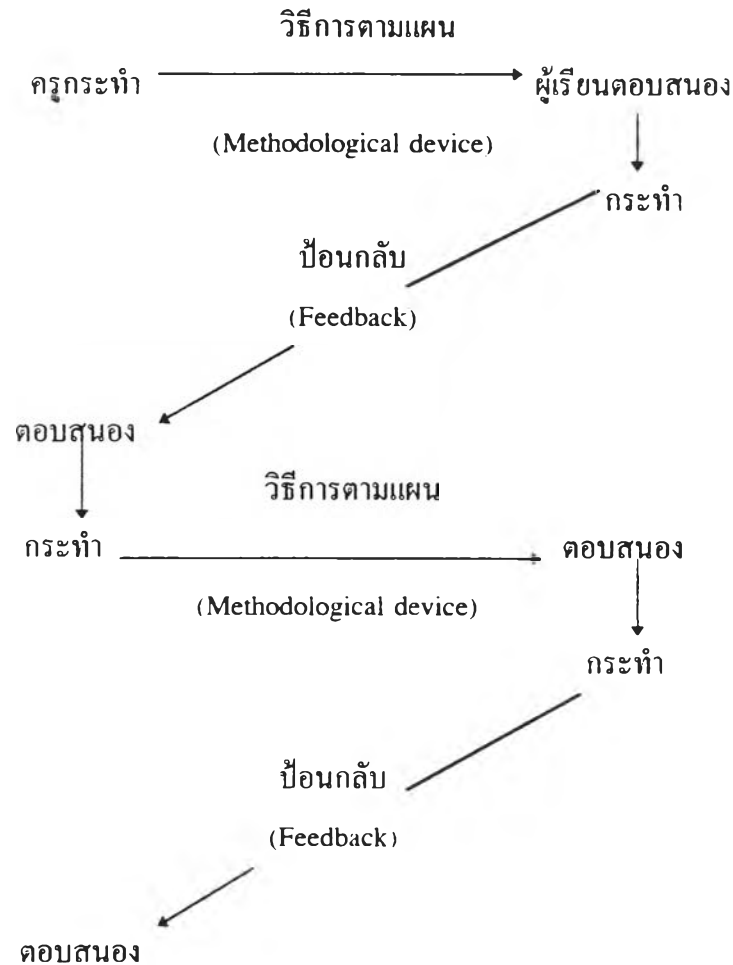 วิธีการตามแผน
ครูกระทำ ผู้เรียนตอบสนอง
(Methodological device)
กระทำ
ป้อนกลับ
(Feedback)
ตอบสนอง
วิธีการตามแผน
กระทำ ตอบสนอง
(Methodological device)
กระทำ
ป้อนกลับ
(Feedback)
ตอบสนอง